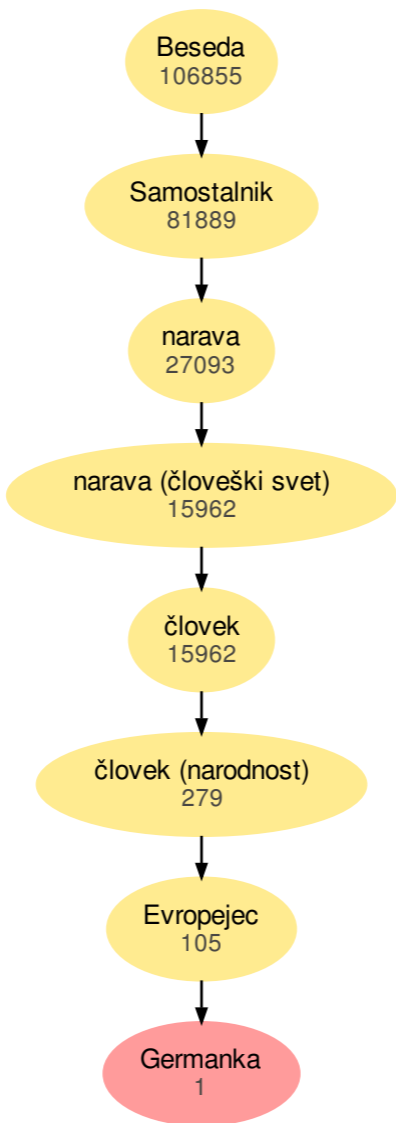 Beseda
106855
Samostalnik
81889
narava
27093
narava (človeški svet)
15962
človek
15962
človek (narodnost)
279
Evropejec
105
Germanka
1